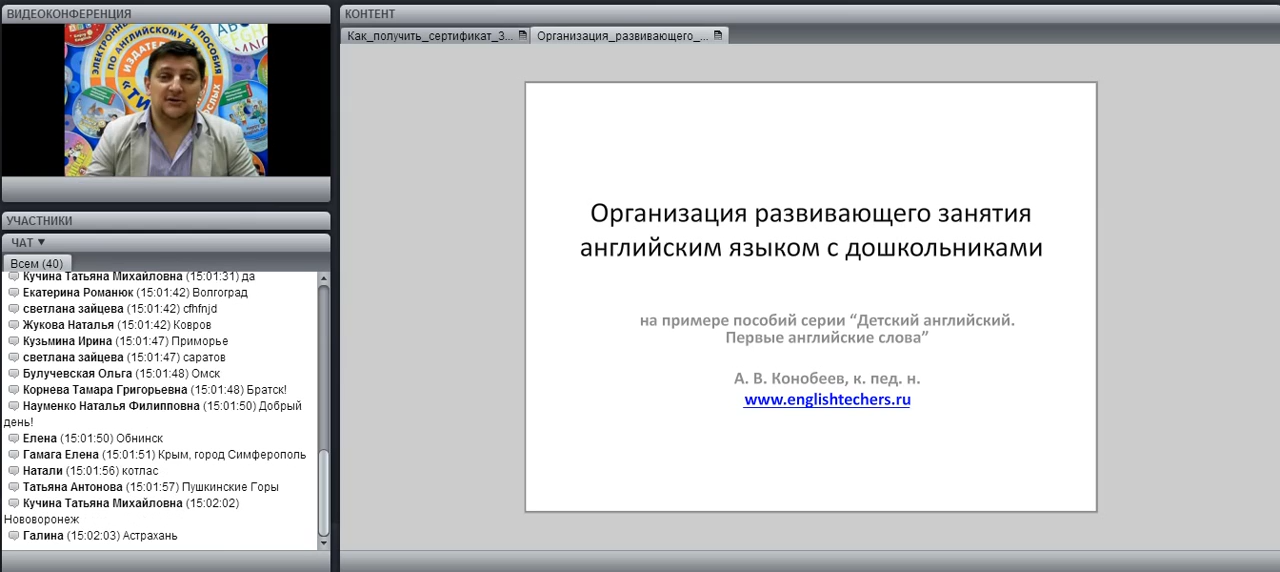 ВИДЕОКОНФЕРЕНЦИЯ
ЭЛЕКТРОННЫЕ
ПОСОБИЯ
ПО АНГЛИЙСКОМУ
УЧАСТНИКИ
ЧАТ
Всем (40)
Кучина Татьяна Михайловна (15:01:31) да
Екатерина Романюк (15:01:42) Волгоград
светлана зайцева (15:01:42) cfhfnjd
Жукова Наталья (15:01:42) Ковров
Кузьмина Ирина (15:01:47) Приморье
светлана зайцева (15:01:47) саратов
Булучевская Ольга (15:01:48) Омск
Корнева Тамара Григорьевна (15:01:48) Братск!
Науменко Наталья Филипповна (15:01:50) Добрый
день!
Елена (15:01:50) Обнинск
Гамага Елена (15:01:51) Крым, город Симферополь
Натали (15:01:56) котлас
Татьяна Антонова (15:01:57) Пушкинские Горы
Кучина Татьяна Михайловна (15:02:02)
Нововоронеж
Галина (15:02:03) Астрахань
КОНТЕНТ
Как_получить_сертификат_3...
Организация_развивающего_...
Организация развивающего занятия
английским языком с дошкольниками
на примере пособий серии “Детский английский.
Первые английские слова”
А. В. Конобеев, к. пед. н.
www.englishtechers.ru